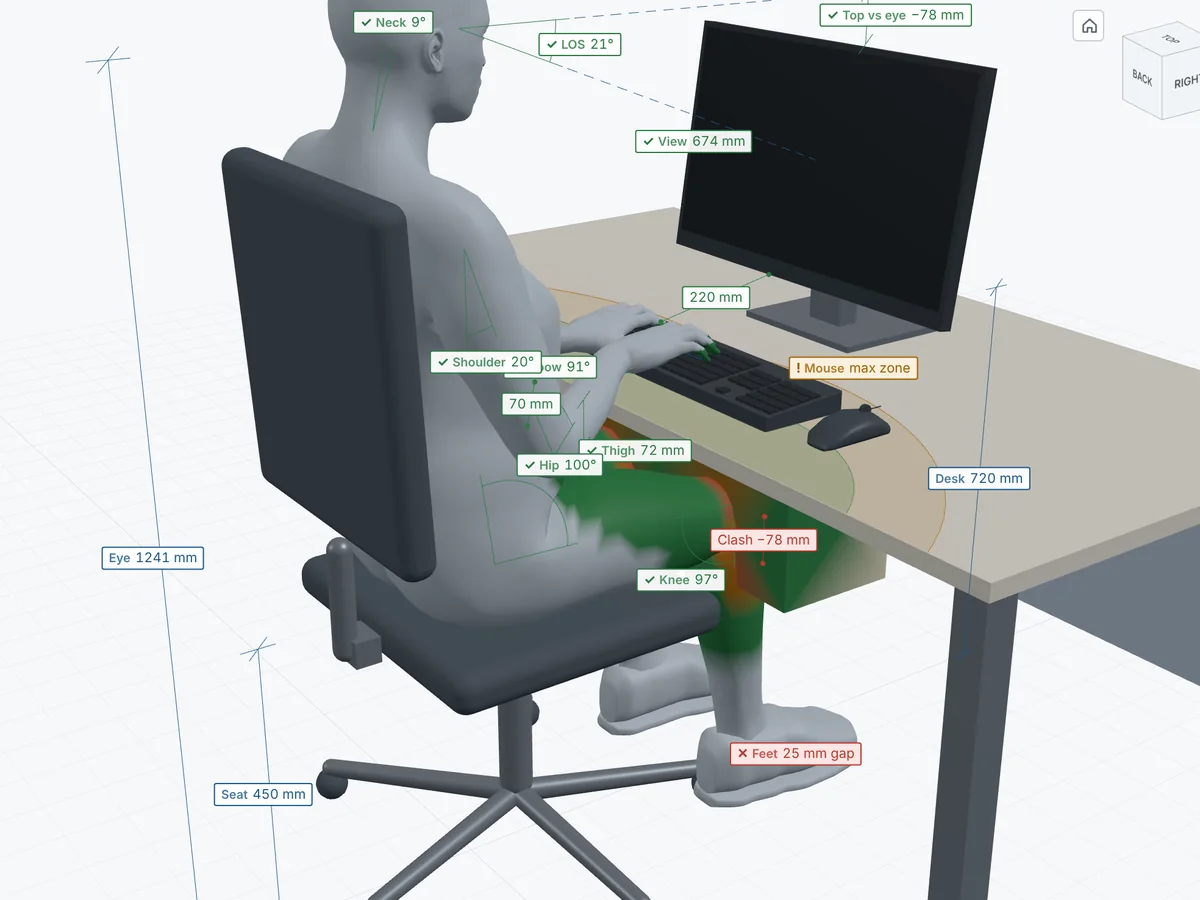 ✓ Neck 9°
✓ Top vs eye −78 mm
✓ LOS 21°
TOP
BACK
RIGHT
✓ View 674 mm
220 mm
✓ Shoulder 20°
91°
! Mouse max zone
70 mm
✓ Thigh 72 mm
✓ Hip 100°
Desk 720 mm
Clash −78 mm
Eye 1241 mm
✓ Knee 97°
✕ Feet 25 mm gap
Seat 450 mm